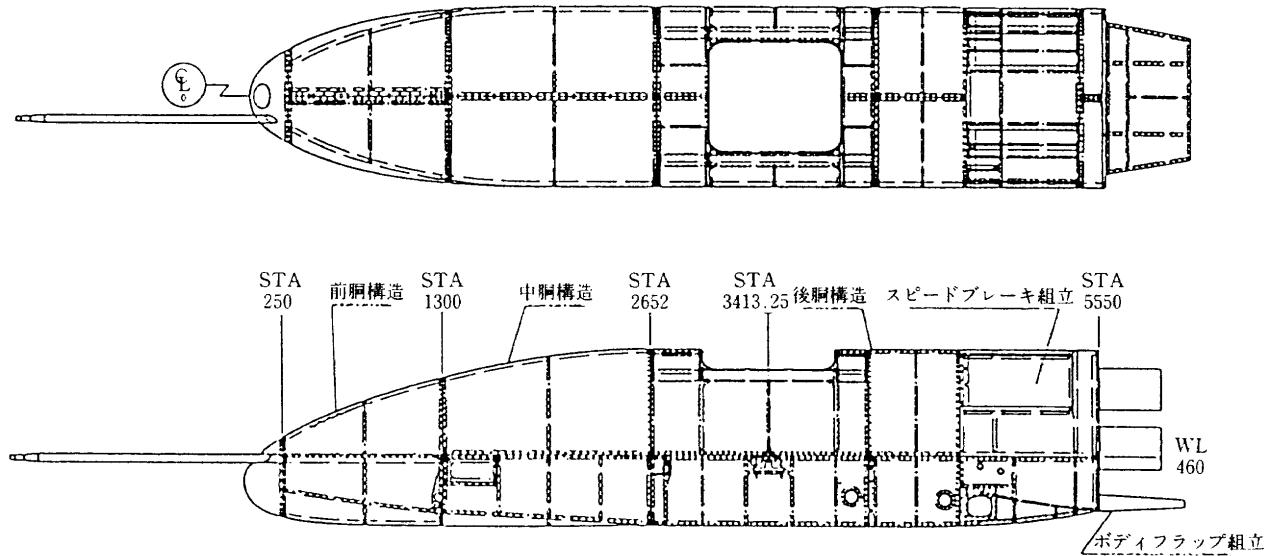 ℄
0
STA
250
前胴構造
STA
1300
中胴構造
STA
2652
STA
3413.25
後胴構造
スピードブレーキ組立
STA
5550
WL
460
ボディフラップ組立